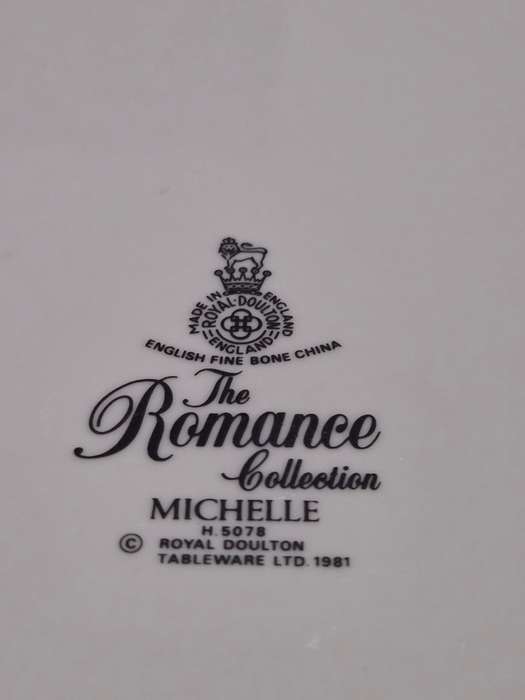 MADE IN ENGLAND
ROYAL·DOULTON
ENGLAND
ENGLISH FINE BONE CHINA
The
Romance
Collection
MICHELLE
H.5078
© ROYAL DOULTON
TABLEWARE LTD.1981